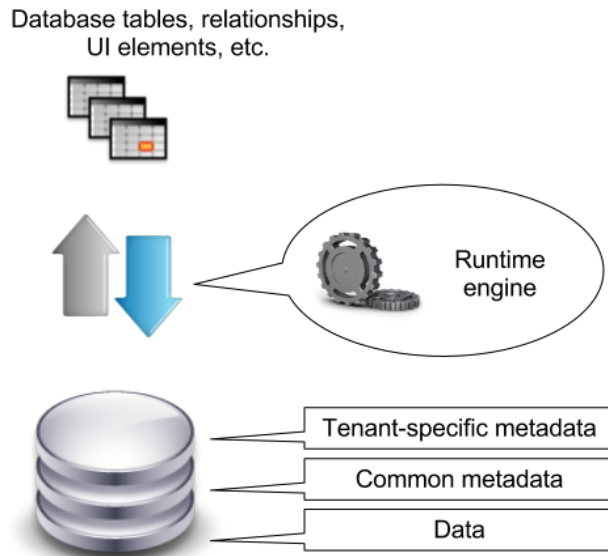 Database tables, relationships,
UI elements, etc.
Runtime
engine
Tenant-specific metadata
Common metadata
Data